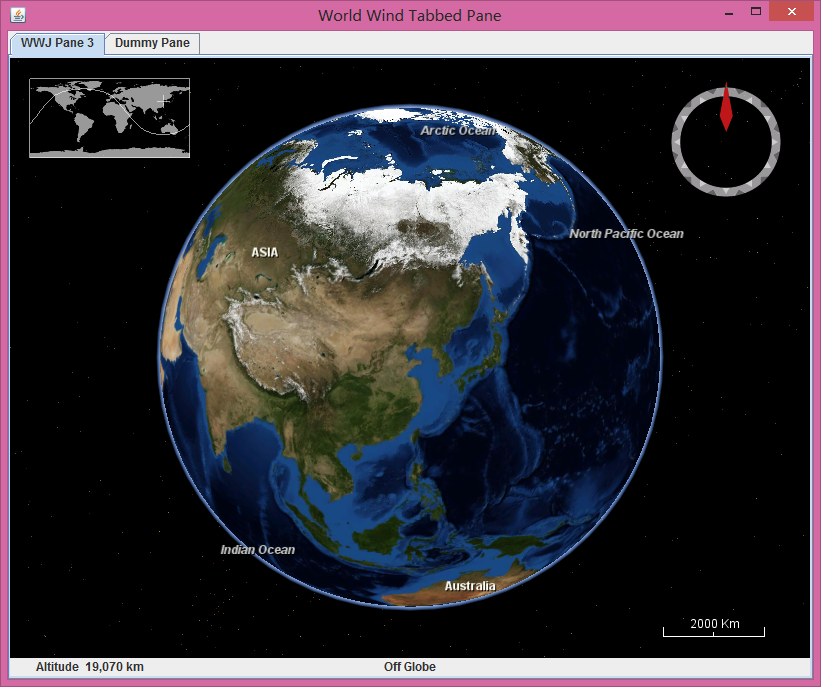 World Wind Tabbed Pane
WWJ Pane 3
Dummy Pane
Arctic Ocean
North Pacific Ocean
ASIA
Indian Ocean
Australia
2000 Km
Altitude 19,070 km
Off Globe